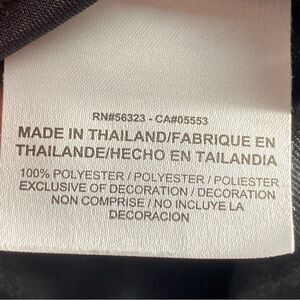 RN#56323 - CA#05553
MADE IN THAILAND/FABRIQUE EN
THAILANDE/HECHO EN TAILANDIA
100% POLYESTER / POLYESTER / POLIESTER
EXCLUSIVE OF DECORATION / DECORATION
NON COMPRISE / NO INCLUYE LA
DECORACION